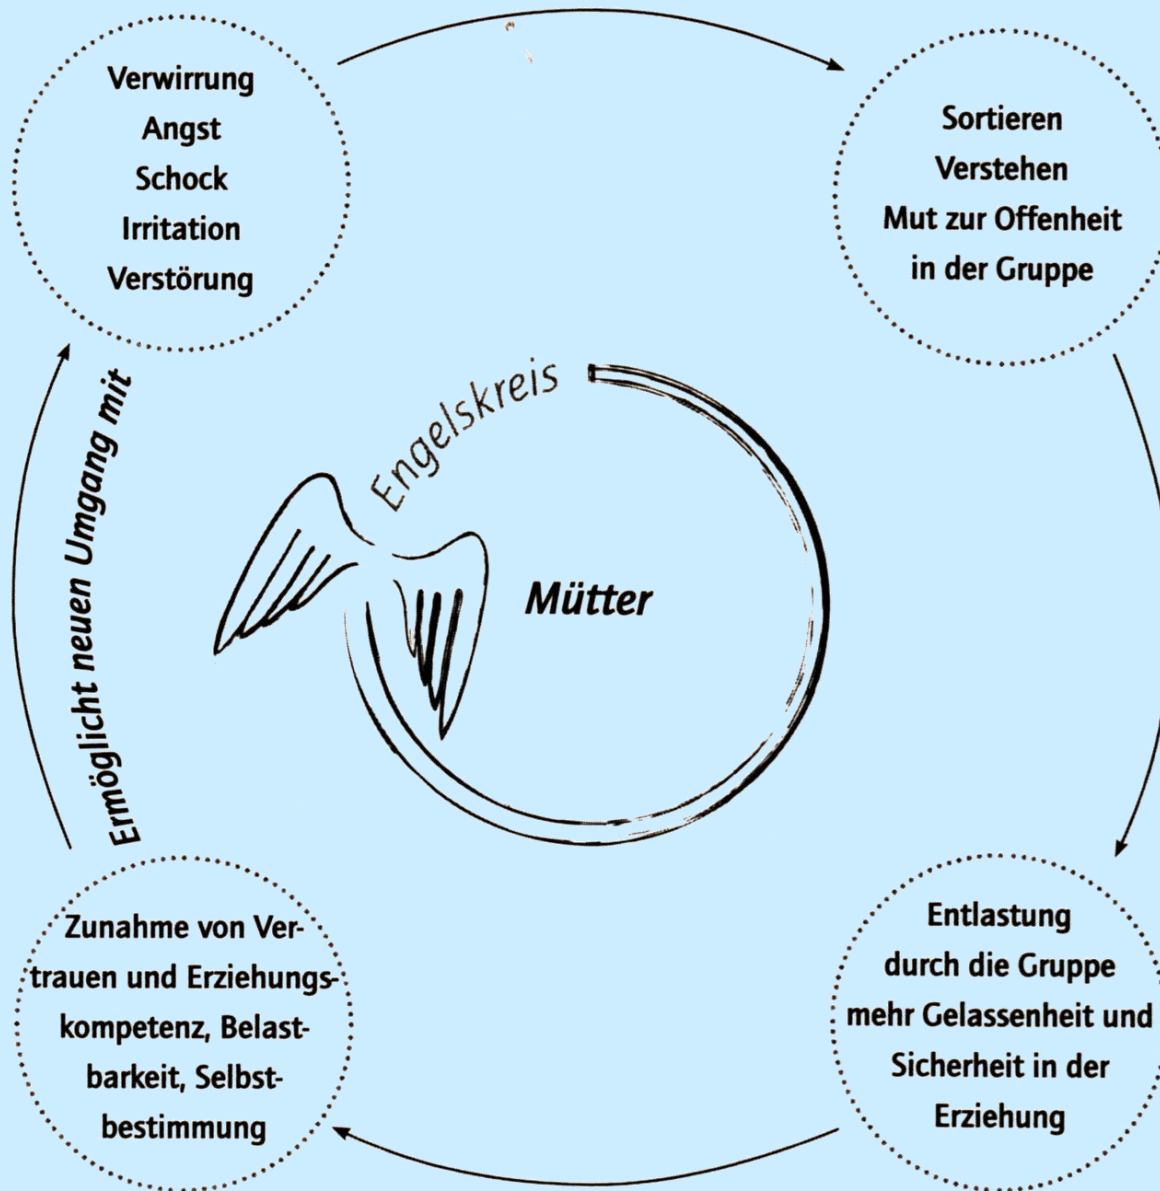 Verwirrung
Angst
Schock
Irritation
Verstörung
Sortieren
Verstehen
Mut zur Offenheit
in der Gruppe
Engelskreis
Mütter
Ermöglicht neuen Umgang mit
Entlastung
durch die Gruppe
mehr Gelassenheit und
Sicherheit in der
Erziehung
Zunahme von Ver-
trauen und Erziehungs-
kompetenz, Belast-
barkeit, Selbst-
bestimmung